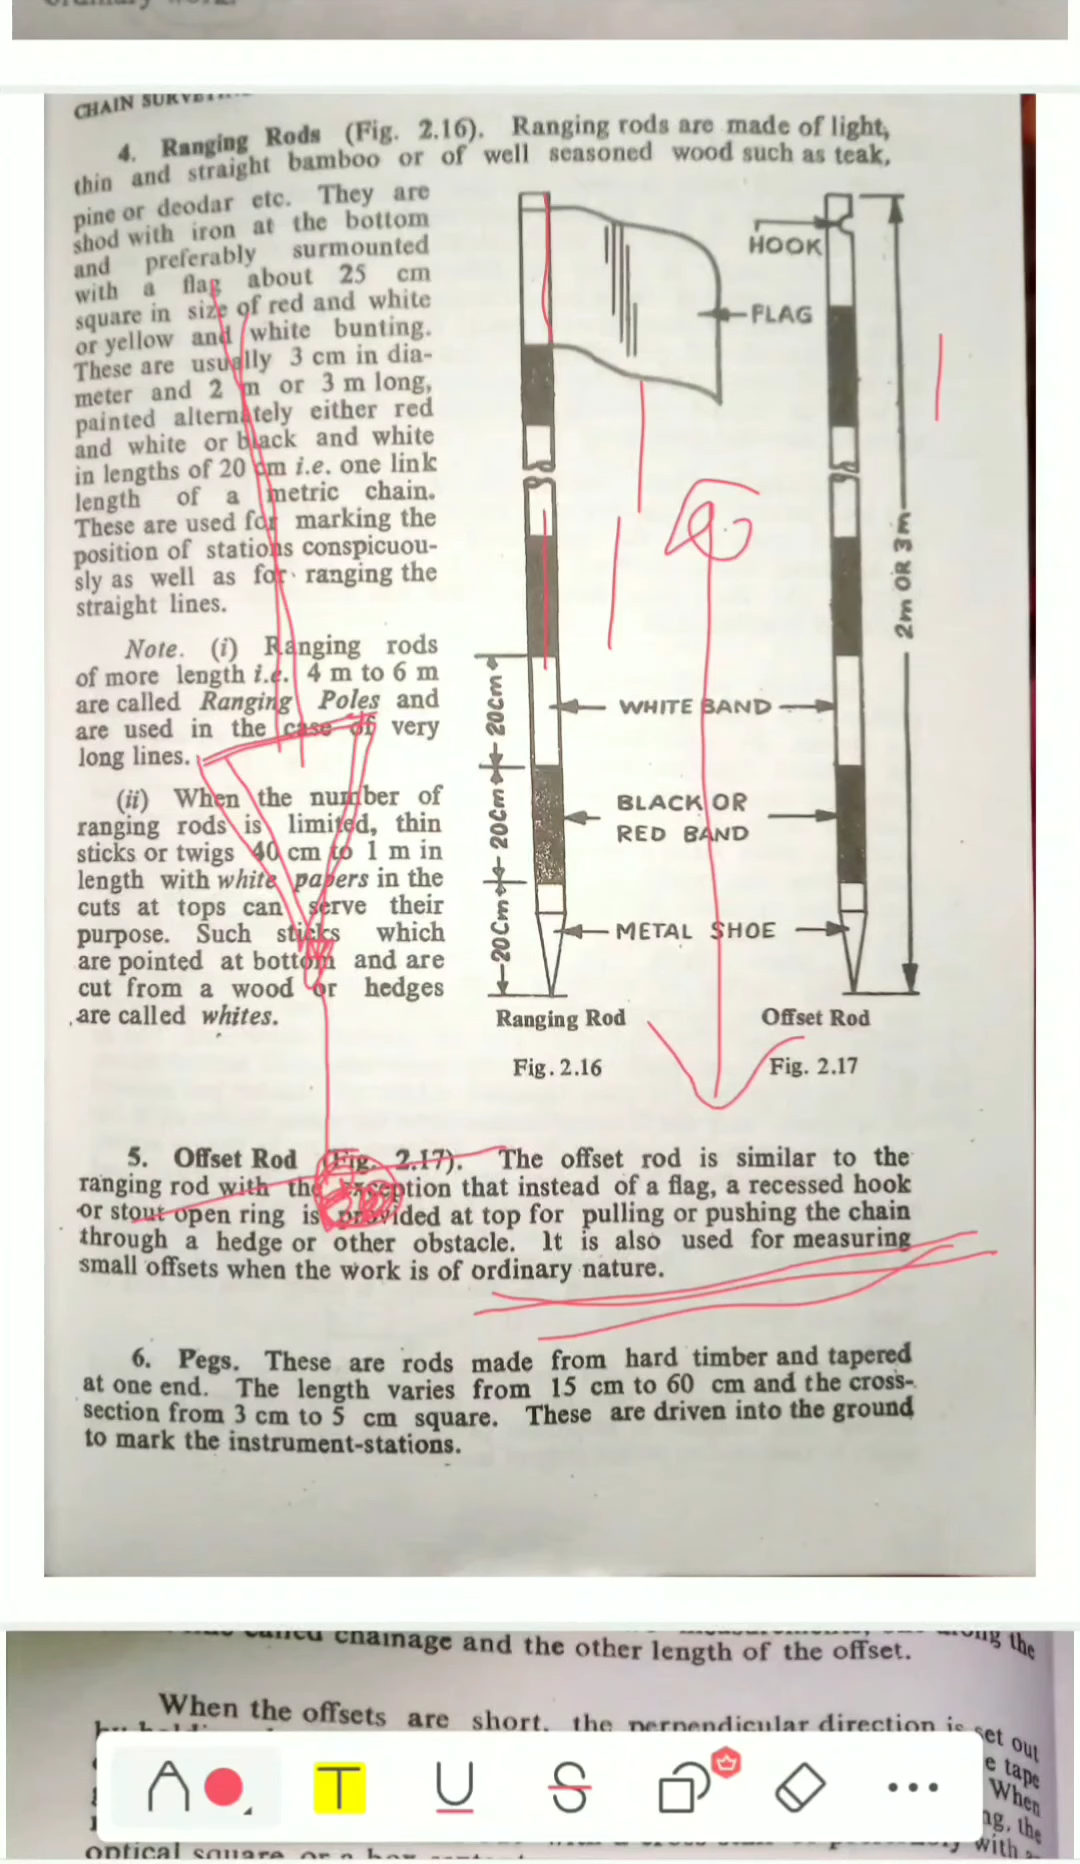 CHAIN
4. Ranging Rods (Fig. 2.16). Ranging rods are made of light,
thin and straight bamboo or of well seasoned wood such as teak,
pine or deodar etc. They are
shod with iron at the bottom
and preferably surmounted
with a flag about 25 cm
square in size of red and white
or yellow and white bunting.
These are usually 3 cm in dia-
meter and 2 m or 3 m long,
painted alternately either red
and white or black and white
in lengths of 20 cm i.e. one link
length of a metric chain.
These are used for marking the
position of stations conspicuou-
sly as well as for ranging the
straight lines.
Note. (i) Ranging rods
of more length i.e. 4 m to 6 m
are called Ranging Poles and
are used in the case of very
long lines.
(ii) When the number of
ranging rods is limited, thin
sticks or twigs 40 cm to 1 m in
length with white papers in the
cuts at tops can serve their
purpose. Such sticks which
are pointed at bottom and are
cut from a wood or hedges
are called whites.
HOOK
FLAG
2m OR 3m
20cm
WHITE BAND
20cm
BLACK OR
RED BAND
20cm
METAL SHOE
Ranging Rod
Offset Rod
Fig. 2.16
Fig. 2.17
5. Offset Rod (Fig. 2.17). The offset rod is similar to the
ranging rod with the exception that instead of a flag, a recessed hook
or stout open ring is provided at top for pulling or pushing the chain
through a hedge or other obstacle. It is also used for measuring
small offsets when the work is of ordinary nature.
6. Pegs. These are rods made from hard timber and tapered
at one end. The length varies from 15 cm to 60 cm and the cross-
section from 3 cm to 5 cm square. These are driven into the ground
to mark the instrument-stations.
called chainage and the other length of the offset.
along the
When the offsets are short, the perpendicular direction is set out
e tape
When
ng, the
with
optical square or a box